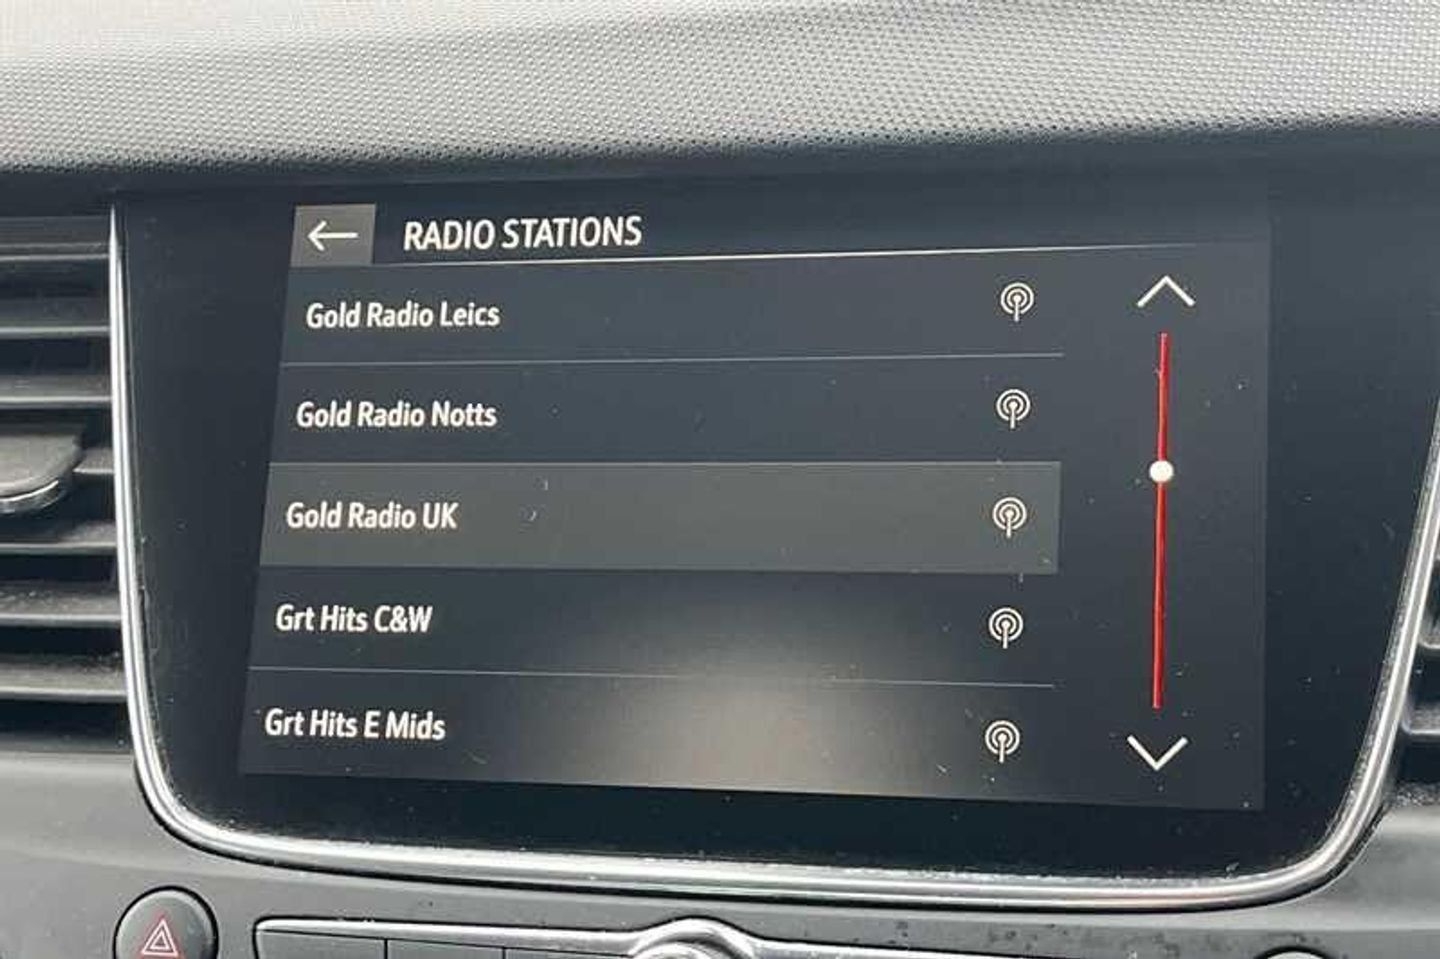 RADIO STATIONS
Gold Radio Leics
Gold Radio Notts
Gold Radio UK
Grt Hits C&W
Grt Hits E Mids